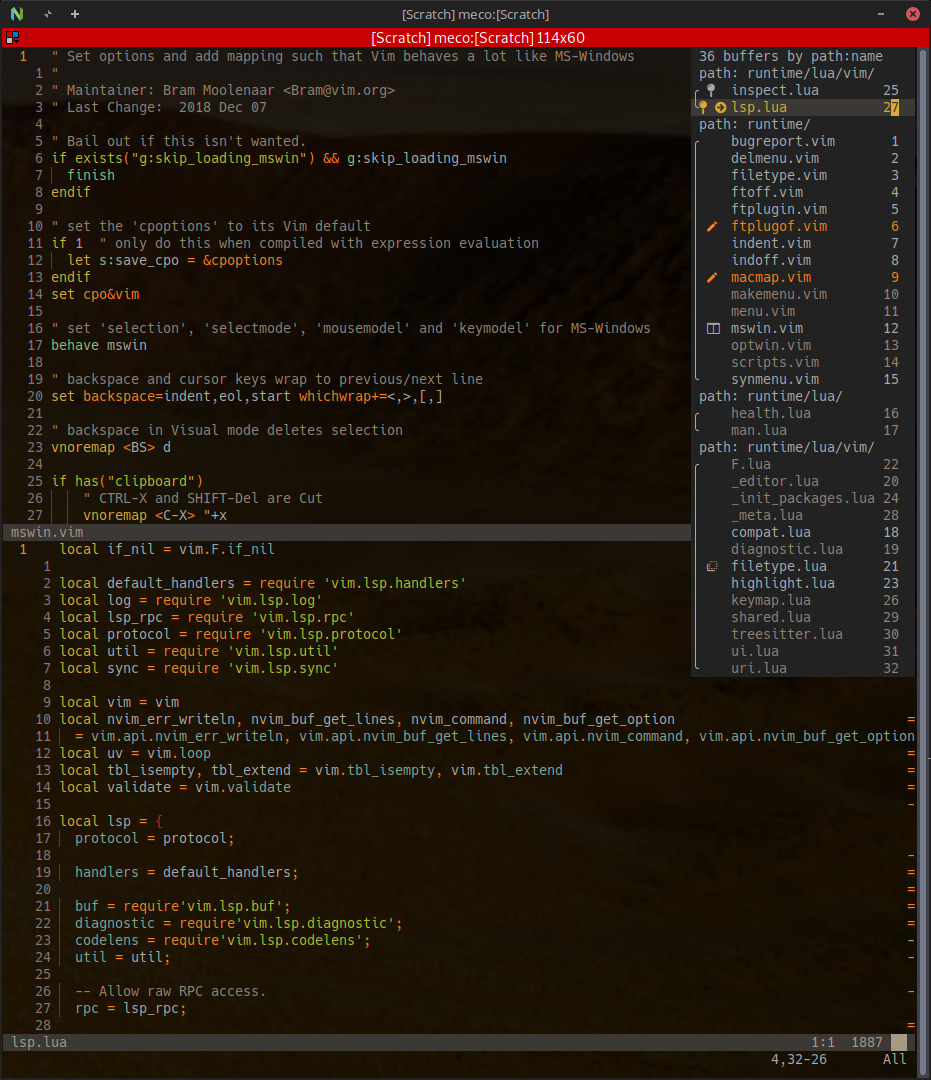 [Scratch] meco:[Scratch]
[Scratch] meco:[Scratch] 114x60
1 " Set options and add mapping such that Vim behaves a lot like MS-Windows
1 "
2 " Maintainer: Bram Moolenaar <Bram@vim.org>
3 " Last Change:  2018 Dec 07
4
5 " Bail out if this isn't wanted.
6 if exists("g:skip_loading_mswin") && g:skip_loading_mswin
7   finish
8 endif
9
10 " set the 'cpoptions' to its Vim default
11 if 1  " only do this when compiled with expression evaluation
12   let s:save_cpo = &cpoptions
13 endif
14 set cpo&vim
15
16 " set 'selection', 'selectmode', 'mousemodel' and 'keymodel' for MS-Windows
17 behave mswin
18
19 " backspace and cursor keys wrap to previous/next line
20 set backspace=indent,eol,start whichwrap+=<,>,[,]
21
22 " backspace in Visual mode deletes selection
23 vnoremap <BS> d
24
25 if has("clipboard")
26     " CTRL-X and SHIFT-Del are Cut
27     vnoremap <C-X> "+x
mswin.vim
1 local if_nil = vim.F.if_nil
1
2 local default_handlers = require 'vim.lsp.handlers'
3 local log = require 'vim.lsp.log'
4 local lsp_rpc = require 'vim.lsp.rpc'
5 local protocol = require 'vim.lsp.protocol'
6 local util = require 'vim.lsp.util'
7 local sync = require 'vim.lsp.sync'
8
9 local vim = vim
10 local nvim_err_writeln, nvim_buf_get_lines, nvim_command, nvim_buf_get_option =
11   = vim.api.nvim_err_writeln, vim.api.nvim_buf_get_lines, vim.api.nvim_command, vim.api.nvim_buf_get_option
12 local uv = vim.loop =
13 local tbl_isempty, tbl_extend = vim.tbl_isempty, vim.tbl_extend =
14 local validate = vim.validate =
15 -
16 local lsp = {
17   protocol = protocol;
18 -
19   handlers = default_handlers; =
20 =
21   buf = require'vim.lsp.buf'; =
22   diagnostic = require'vim.lsp.diagnostic'; =
23   codelens = require'vim.lsp.codelens'; -
24   util = util; -
25
26   -- Allow raw RPC access. -
27   rpc = lsp_rpc;
28 =
lsp.lua 1:1 1887
4,32-26 All
36 buffers by path:name
path: runtime/lua/vim/
inspect.lua 25
lsp.lua 27
path: runtime/
bugreport.vim 1
delmenu.vim 2
filetype.vim 3
ftoff.vim 4
ftplugin.vim 5
ftplugof.vim 6
indent.vim 7
indoff.vim 8
macmap.vim 9
makemenu.vim 10
menu.vim 11
mswin.vim 12
optwin.vim 13
scripts.vim 14
synmenu.vim 15
path: runtime/lua/
health.lua 16
man.lua 17
path: runtime/lua/vim/
F.lua 22
_editor.lua 20
_init_packages.lua 24
_meta.lua 28
compat.lua 18
diagnostic.lua 19
filetype.lua 21
highlight.lua 23
keymap.lua 26
shared.lua 29
treesitter.lua 30
ui.lua 31
uri.lua 32